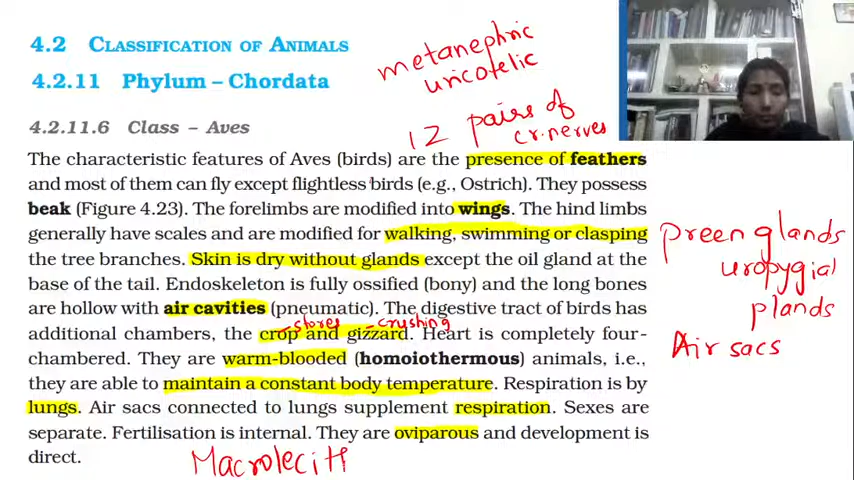 4.2 CLASSIFICATION OF ANIMALS
4.2.11 Phylum – Chordata
metanephric
uricotelic
12 pairs of
cr.nerves
4.2.11.6 Class – Aves
The characteristic features of Aves (birds) are the presence of feathers
and most of them can fly except flightless birds (e.g., Ostrich). They possess
beak (Figure 4.23). The forelimbs are modified into wings. The hind limbs
generally have scales and are modified for walking, swimming or clasping
the tree branches. Skin is dry without glands except the oil gland at the
base of the tail. Endoskeleton is fully ossified (bony) and the long bones
are hollow with air cavities (pneumatic). The digestive tract of birds has
stores crushing
additional chambers, the crop and gizzard. Heart is completely four-
chambered. They are warm-blooded (homoiothermous) animals, i.e.,
they are able to maintain a constant body temperature. Respiration is by
lungs. Air sacs connected to lungs supplement respiration. Sexes are
separate. Fertilisation is internal. They are oviparous and development is
direct.
Macrolecith
preen glands
uropygial
glands
Air sacs